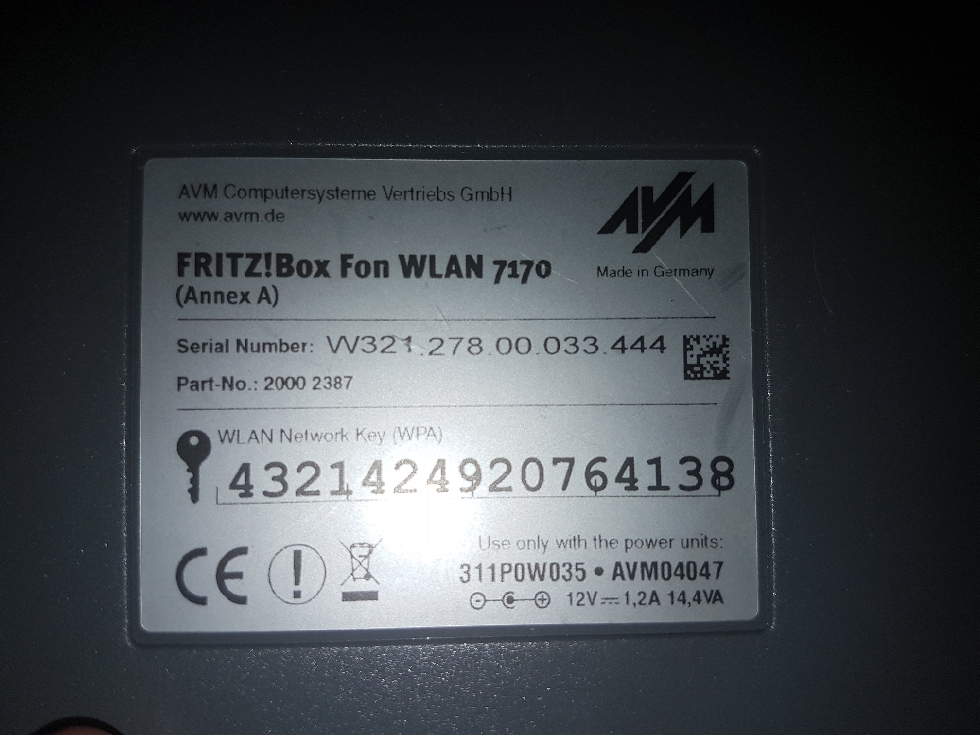 AVM Computersysteme Vertriebs GmbH
www.avm.de
AVM
Made in Germany
FRITZ!Box Fon WLAN 7170
(Annex A)
Serial Number: W321.278.00.033.444
Part-No.: 2000 2387
WLAN Network Key (WPA)
4321424920764138
CE
Use only with the power units:
311P0W035 • AVM04047
12V⎓1,2A 14,4VA